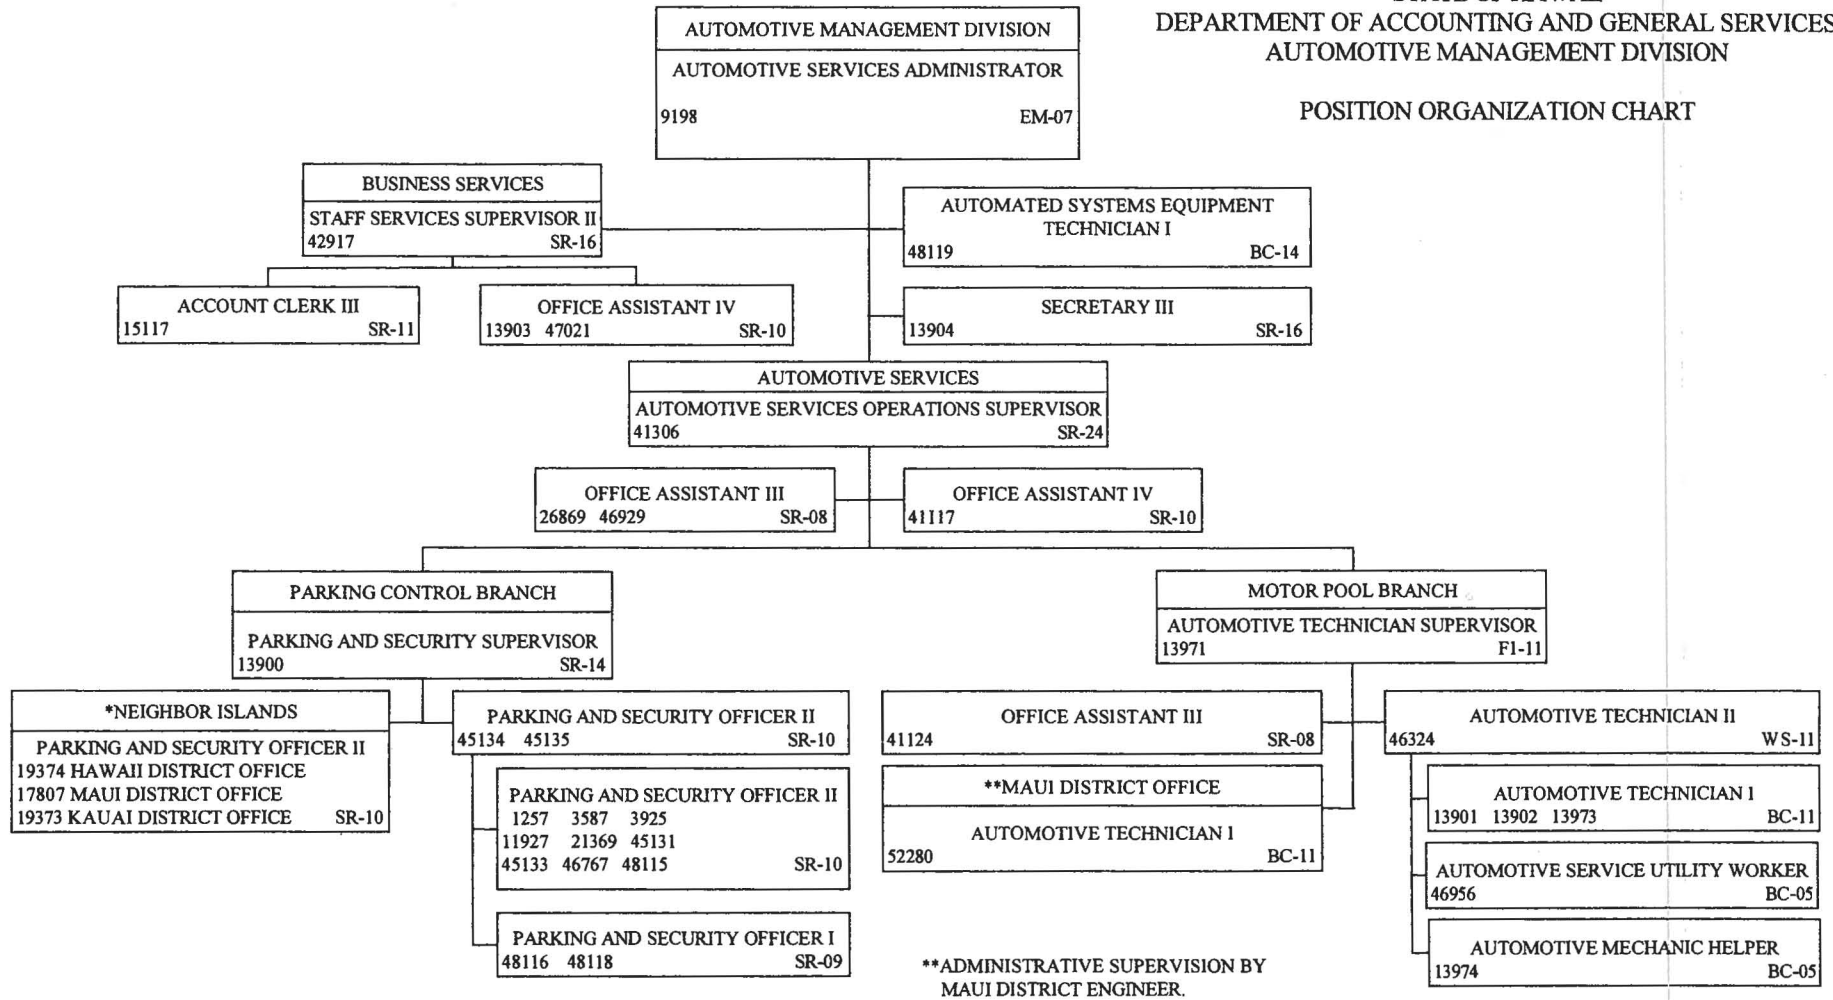 DEPARTMENT OF ACCOUNTING AND GENERAL SERVICES
AUTOMOTIVE MANAGEMENT DIVISION
POSITION ORGANIZATION CHART
AUTOMOTIVE MANAGEMENT DIVISION
AUTOMOTIVE SERVICES ADMINISTRATOR
9198 EM-07
BUSINESS SERVICES
STAFF SERVICES SUPERVISOR II
42917 SR-16
AUTOMATED SYSTEMS EQUIPMENT
TECHNICIAN I
48119 BC-14
ACCOUNT CLERK III
15117 SR-11
OFFICE ASSISTANT IV
13903 47021 SR-10
SECRETARY III
13904 SR-16
AUTOMOTIVE SERVICES
AUTOMOTIVE SERVICES OPERATIONS SUPERVISOR
41306 SR-24
OFFICE ASSISTANT III
26869 46929 SR-08
OFFICE ASSISTANT IV
41117 SR-10
PARKING CONTROL BRANCH
PARKING AND SECURITY SUPERVISOR
13900 SR-14
MOTOR POOL BRANCH
AUTOMOTIVE TECHNICIAN SUPERVISOR
13971 F1-11
*NEIGHBOR ISLANDS
PARKING AND SECURITY OFFICER II
19374 HAWAII DISTRICT OFFICE
17807 MAUI DISTRICT OFFICE
19373 KAUAI DISTRICT OFFICE SR-10
PARKING AND SECURITY OFFICER II
45134 45135 SR-10
PARKING AND SECURITY OFFICER II
1257 3587 3925
11927 21369 45131
45133 46767 48115 SR-10
PARKING AND SECURITY OFFICER I
48116 48118 SR-09
OFFICE ASSISTANT III
41124 SR-08
**MAUI DISTRICT OFFICE
AUTOMOTIVE TECHNICIAN I
52280 BC-11
AUTOMOTIVE TECHNICIAN II
46324 WS-11
AUTOMOTIVE TECHNICIAN I
13901 13902 13973 BC-11
AUTOMOTIVE SERVICE UTILITY WORKER
46956 BC-05
AUTOMOTIVE MECHANIC HELPER
13974 BC-05
**ADMINISTRATIVE SUPERVISION BY
MAUI DISTRICT ENGINEER.